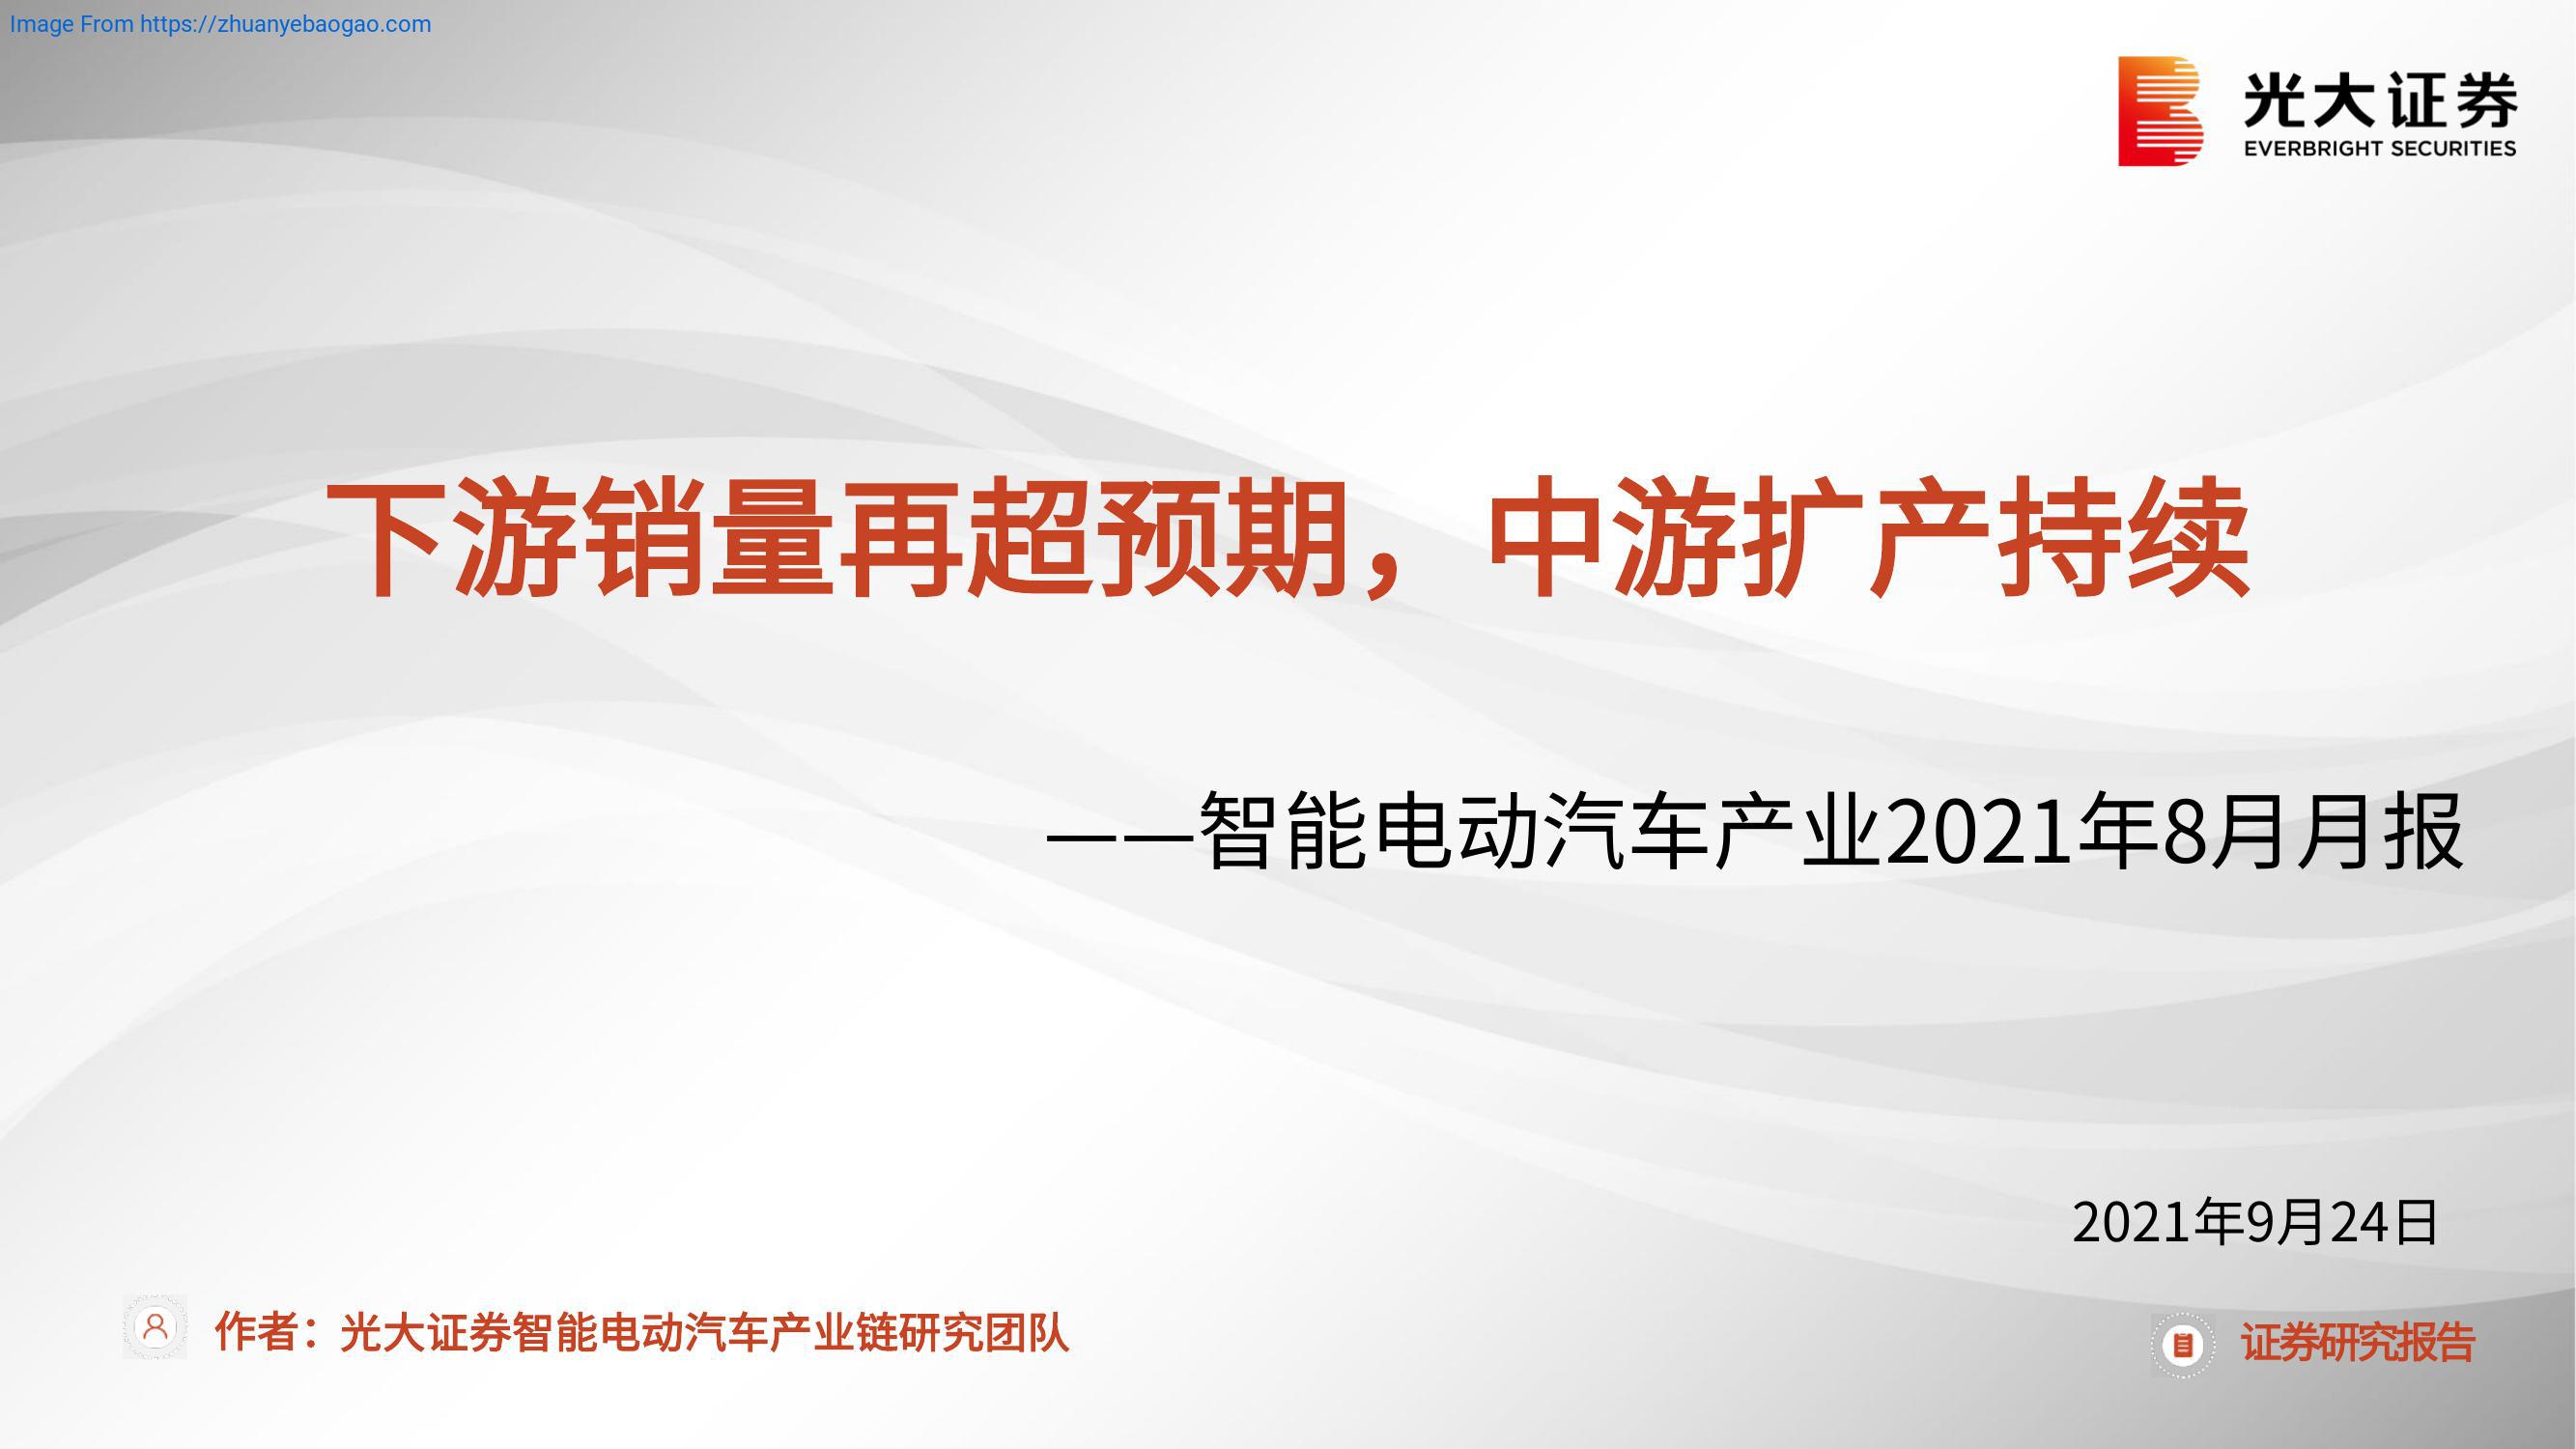 Image From https://zhuanyebaogao.com
光大证券
EVERBRIGHT SECURITIES
下游销量再超预期，中游扩产持续
——智能电动汽车产业2021年8月月报
2021年9月24日
作者：光大证券智能电动汽车产业链研究团队
证券研究报告